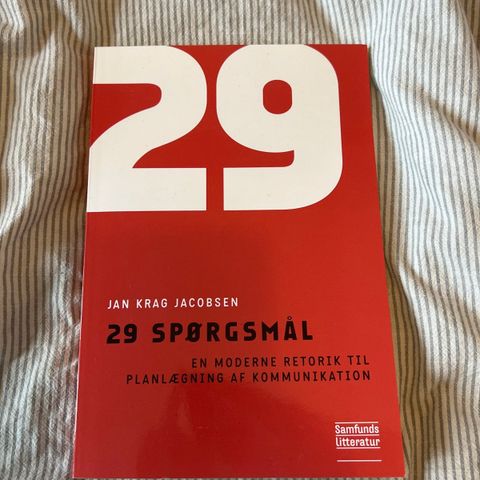 29
JAN KRAG JACOBSEN
29 SPØRGSMÅL
EN MODERNE RETORIK TIL
PLANLÆGNING AF KOMMUNIKATION
Samfunds
litteratur